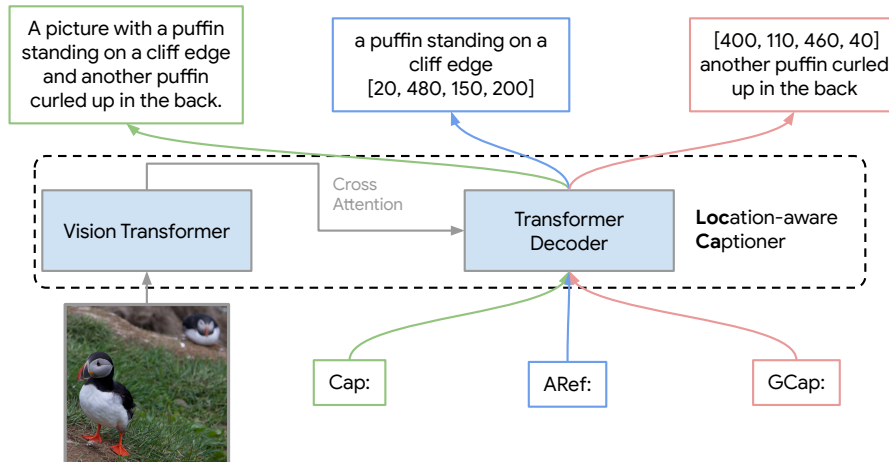 A picture with a puffin
standing on a cliff edge
and another puffin
curled up in the back.
a puffin standing on a
cliff edge
[20, 480, 150, 200]
[400, 110, 460, 40]
another puffin curled
up in the back
Cross
Attention
Vision Transformer
Transformer
Decoder
Location-aware
Captioner
Cap:
ARef:
GCap: